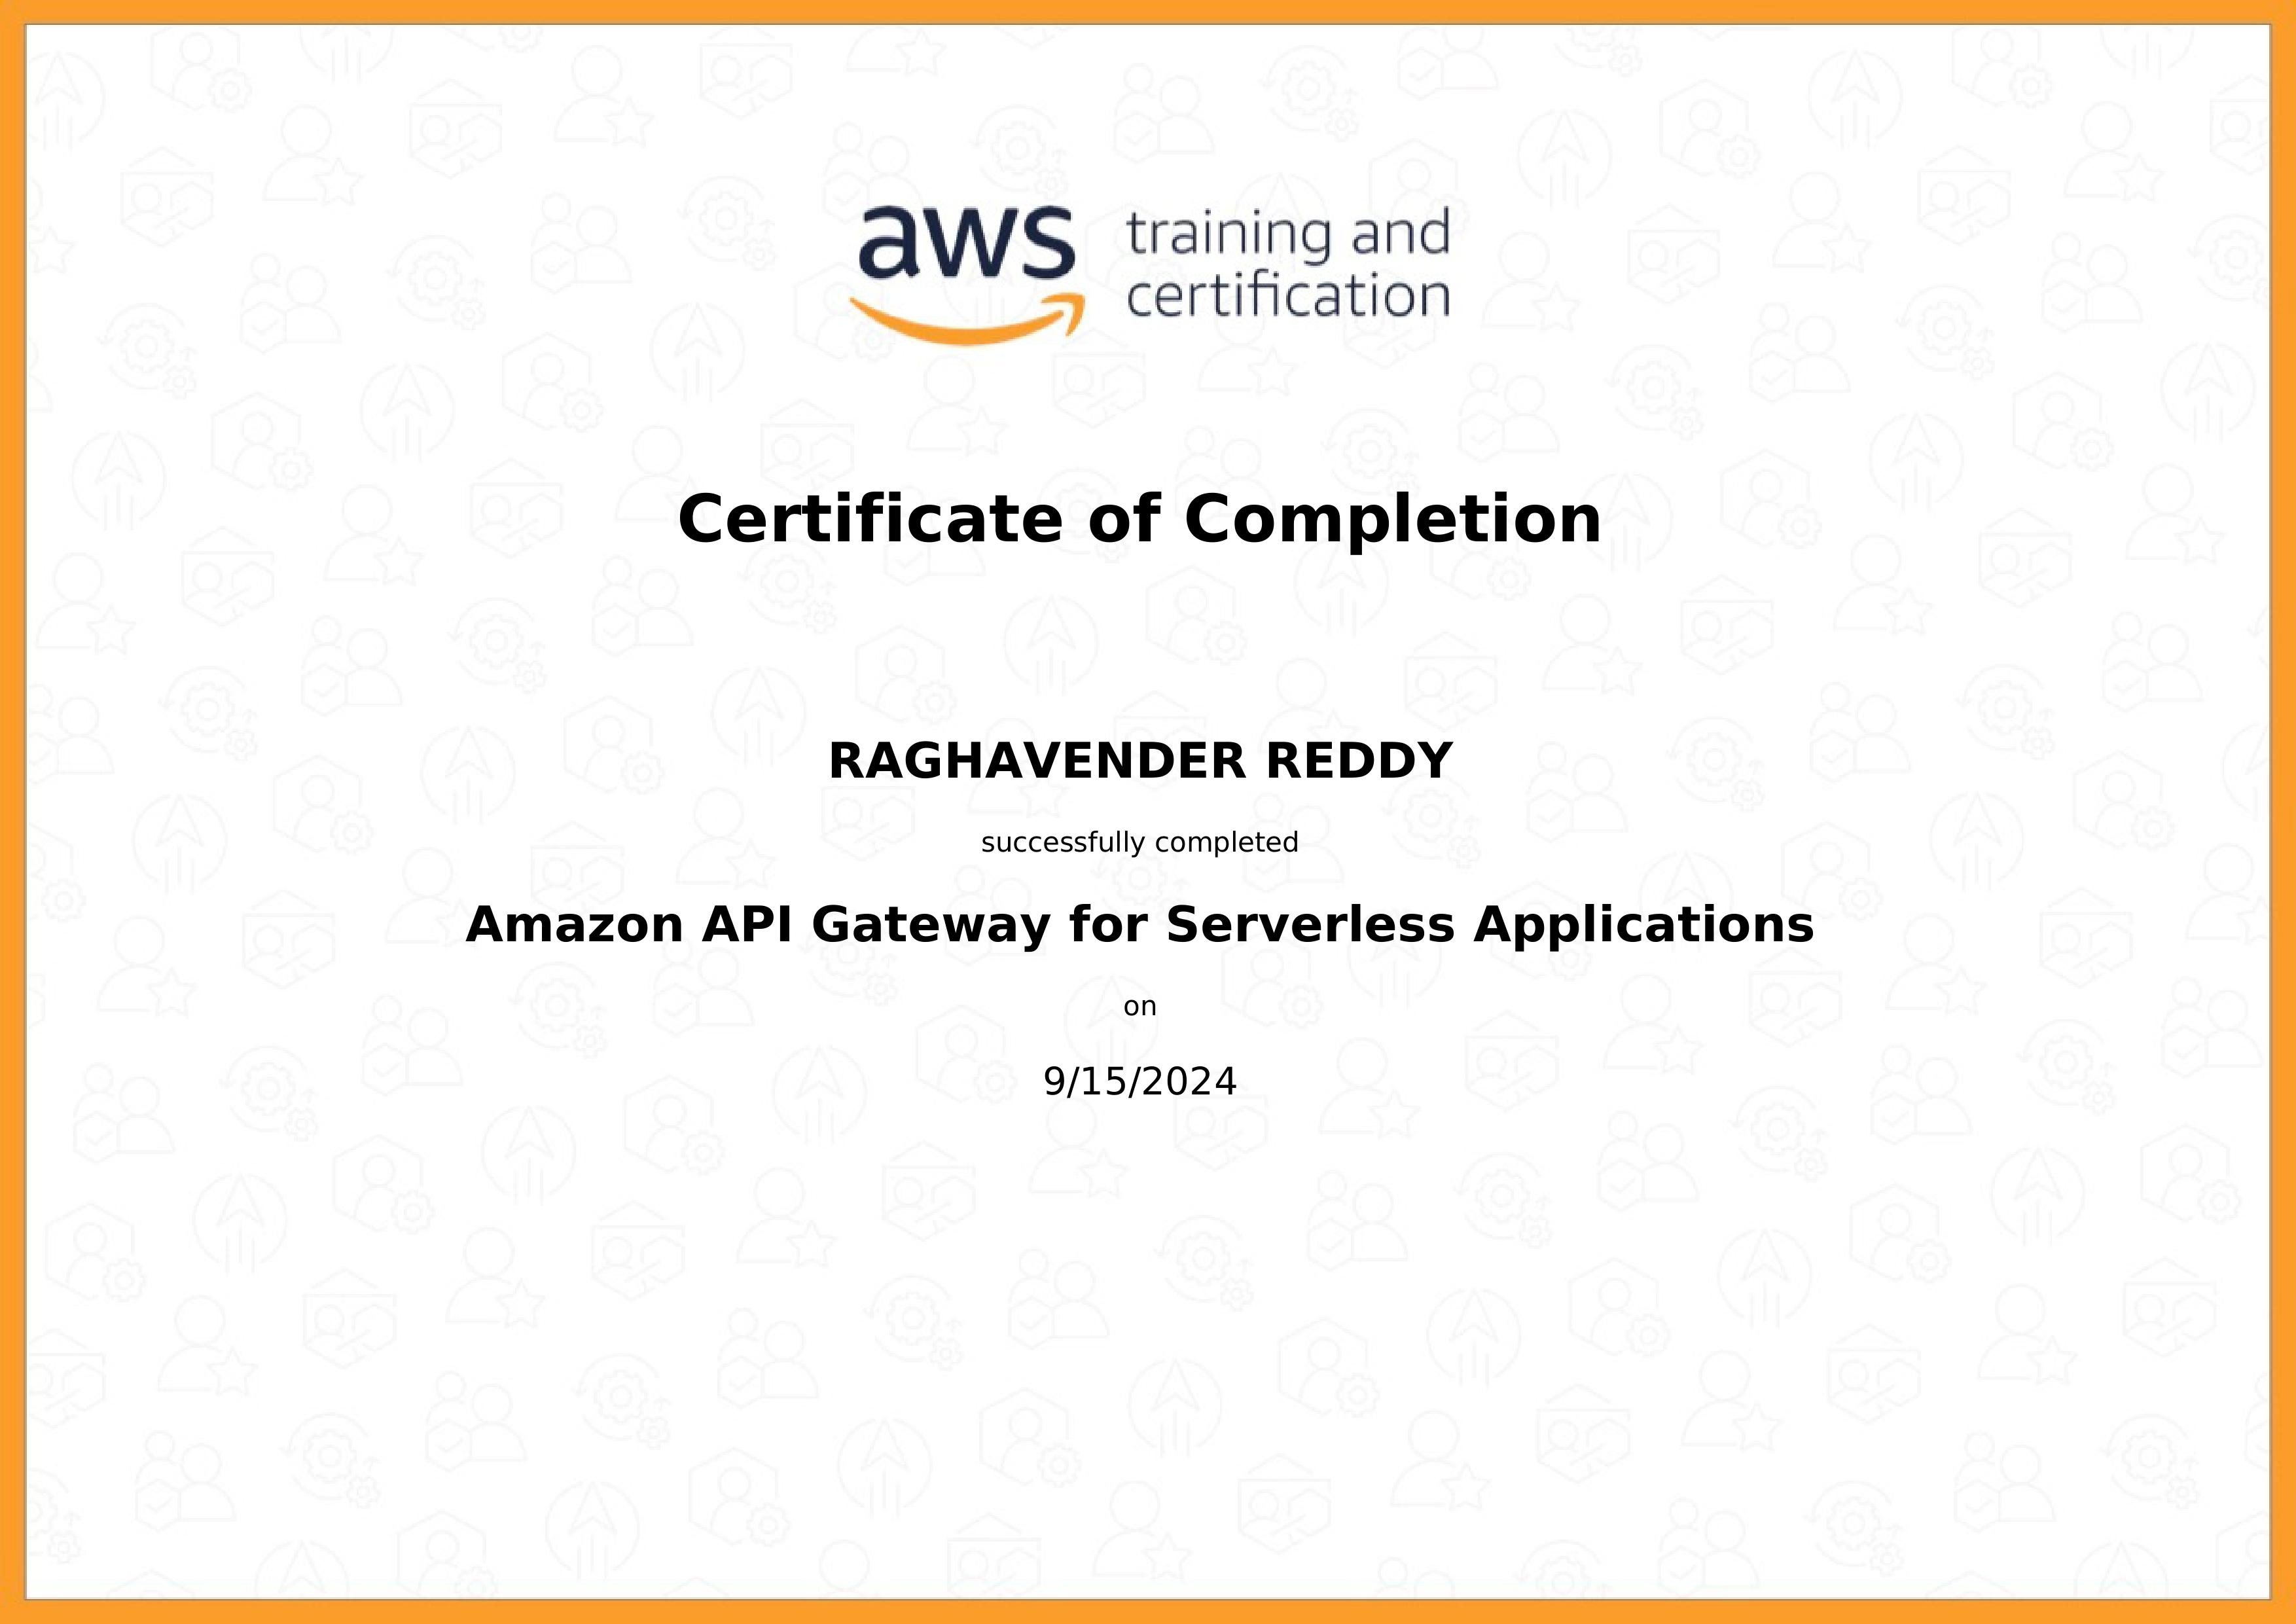 aws training and
certification
Certificate of Completion
RAGHAVENDER REDDY
successfully completed
Amazon API Gateway for Serverless Applications
on
9/15/2024